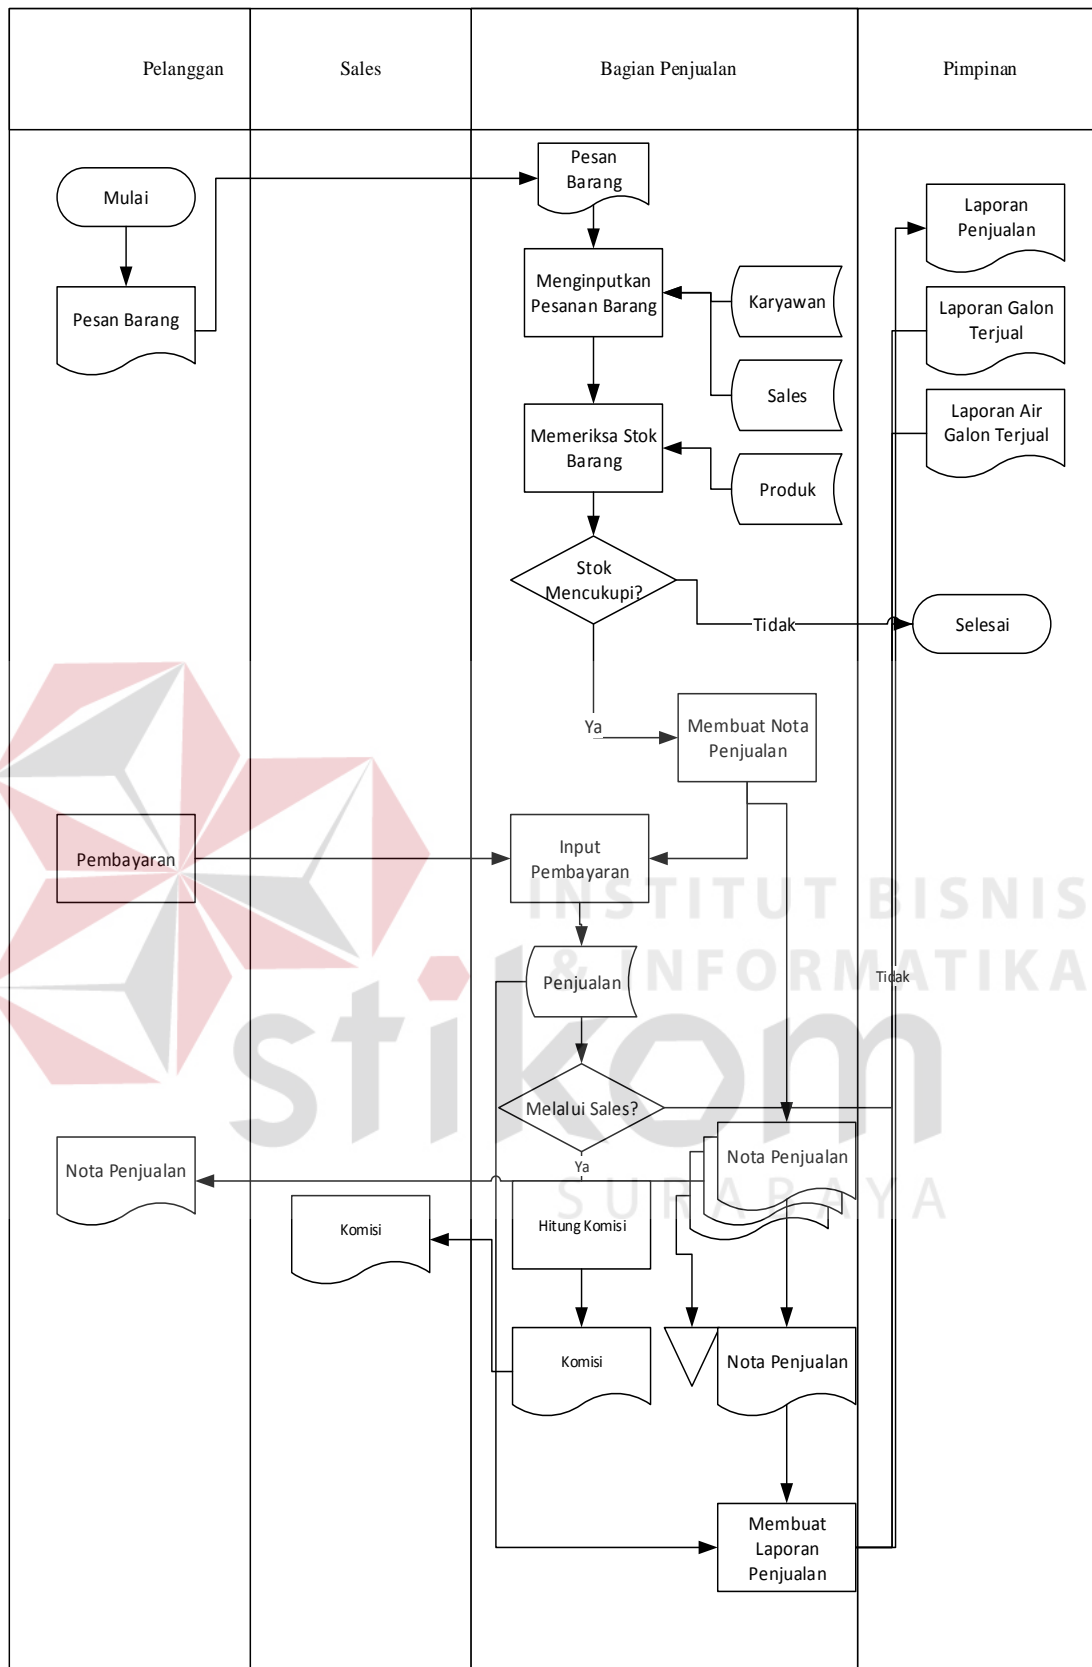 Pelanggan
Sales
Bagian Penjualan
Pimpinan
Mulai
Pesan
Barang
Laporan
Penjualan
Pesan Barang
Menginputkan
Pesanan Barang
Karyawan
Laporan Galon
Terjual
Sales
Laporan Air
Galon Terjual
Memeriksa Stok
Barang
Produk
Stok
Mencukupi?
Tidak
Selesai
Ya
Membuat Nota
Penjualan
Pembayaran
Input
Pembayaran
INSTITUT BISNIS
& INFORMATIKA
Penjualan
Tidak
stikom
Melalui Sales?
Ya
Nota Penjualan
Nota Penjualan
SURABAYA
Komisi
Hitung Komisi
Komisi
Nota Penjualan
Membuat
Laporan
Penjualan